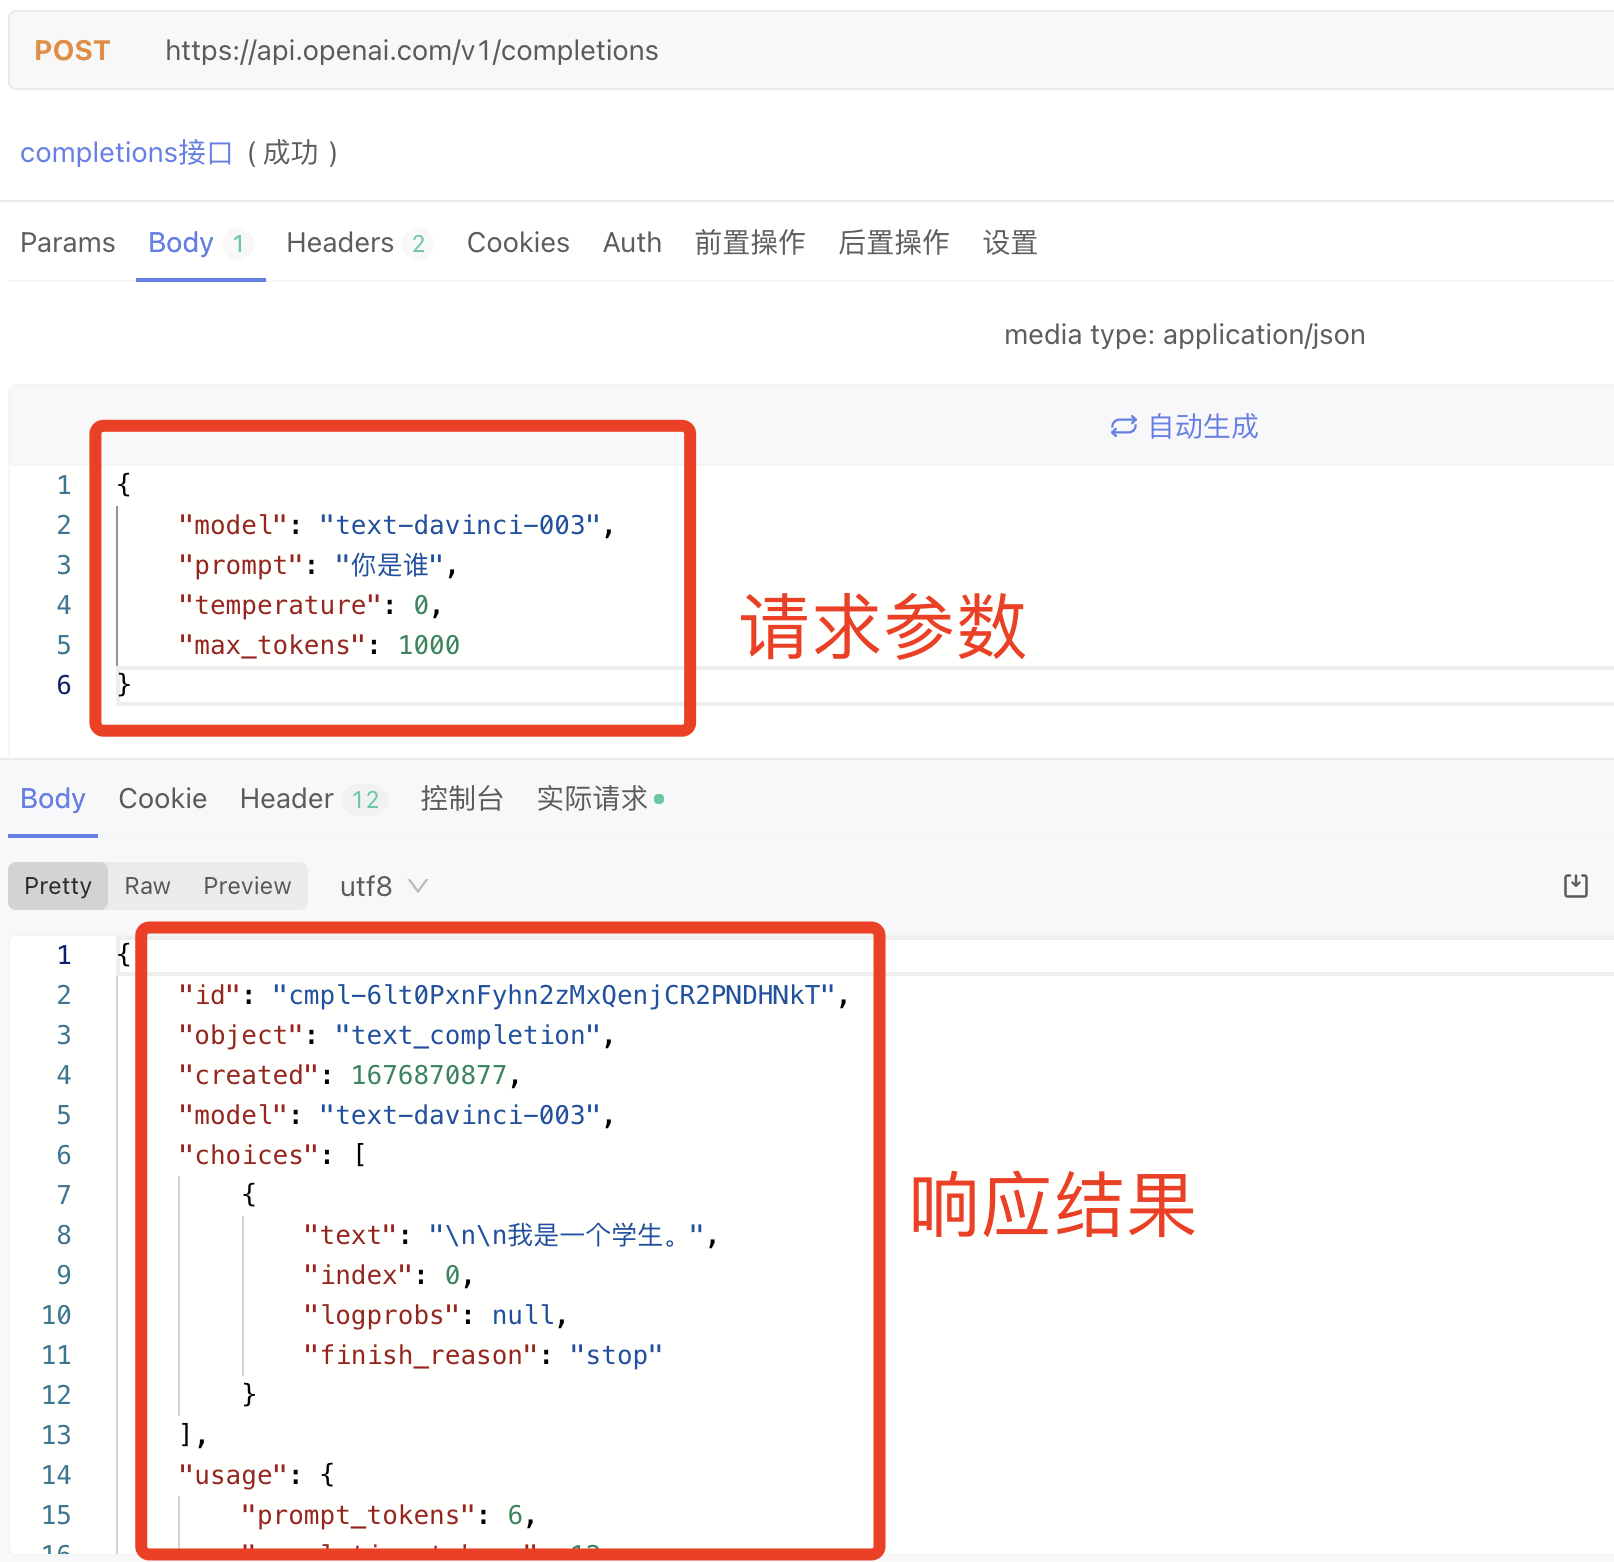 POST https://api.openai.com/v1/completions
completions接口 (成功)
Params Body 1 Headers 2 Cookies Auth 前置操作 后置操作 设置
media type: application/json
自动生成
1 {
2 "model": "text-davinci-003",
3 "prompt": "你是谁",
4 "temperature": 0,
5 "max_tokens": 1000
6 }
请求参数
Body Cookie Header 12 控制台 实际请求
Pretty Raw Preview utf8
1 {
2 "id": "cmpl-6lt0PxnFyhn2zMxQenjCR2PNDHNkT",
3 "object": "text_completion",
4 "created": 1676870877,
5 "model": "text-davinci-003",
6 "choices": [
7 {
8 "text": "\n\n我是一个学生。",
9 "index": 0,
10 "logprobs": null,
11 "finish_reason": "stop"
12 }
13 ],
14 "usage": {
15 "prompt_tokens": 6,
16
响应结果